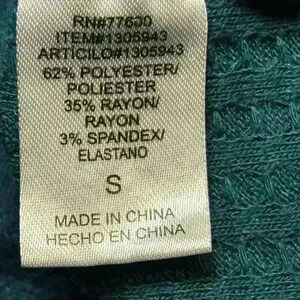 RN#77630
ITEM#1305943
ARTICILO#1305943
62% POLYESTER/
POLIESTER
35% RAYON/
RAYON
3% SPANDEX/
ELASTANO
S
MADE IN CHINA
HECHO EN CHINA